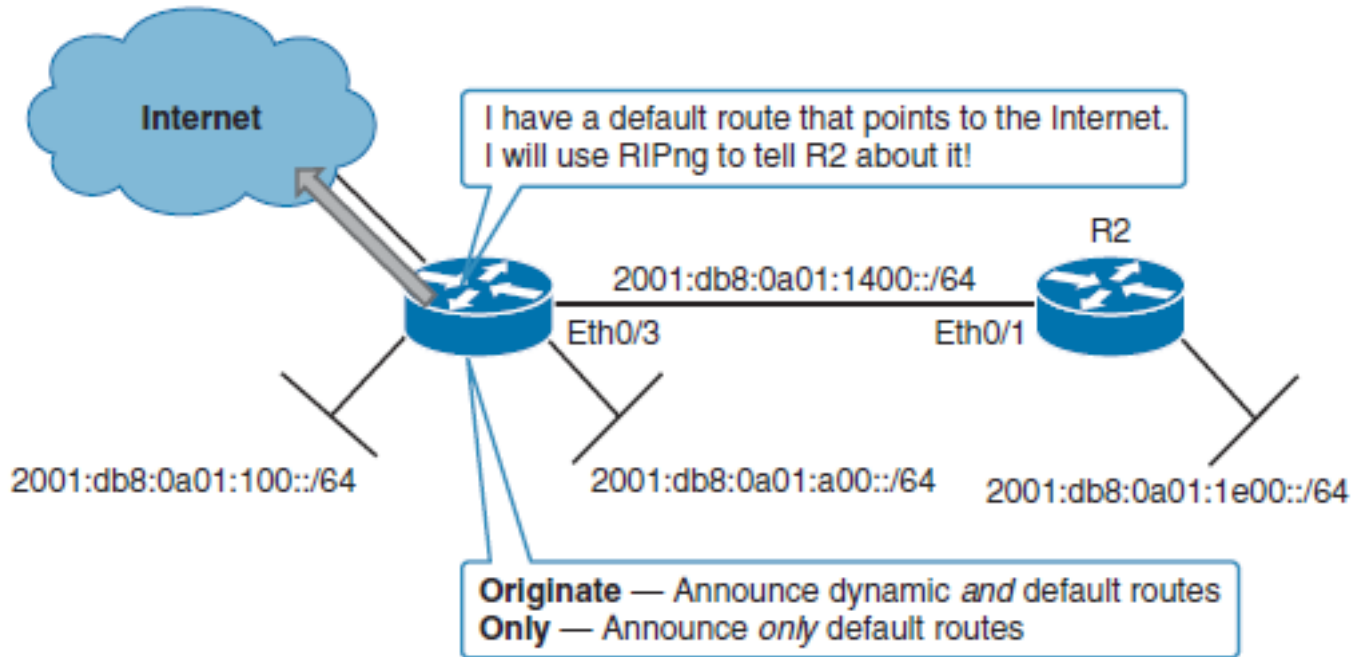 Internet
I have a default route that points to the Internet.
I will use RIPng to tell R2 about it!
R2
2001:db8:0a01:1400::/64
Eth0/3
Eth0/1
2001:db8:0a01:100::/64
2001:db8:0a01:a00::/64
2001:db8:0a01:1e00::/64
Originate — Announce dynamic and default routes
Only — Announce only default routes